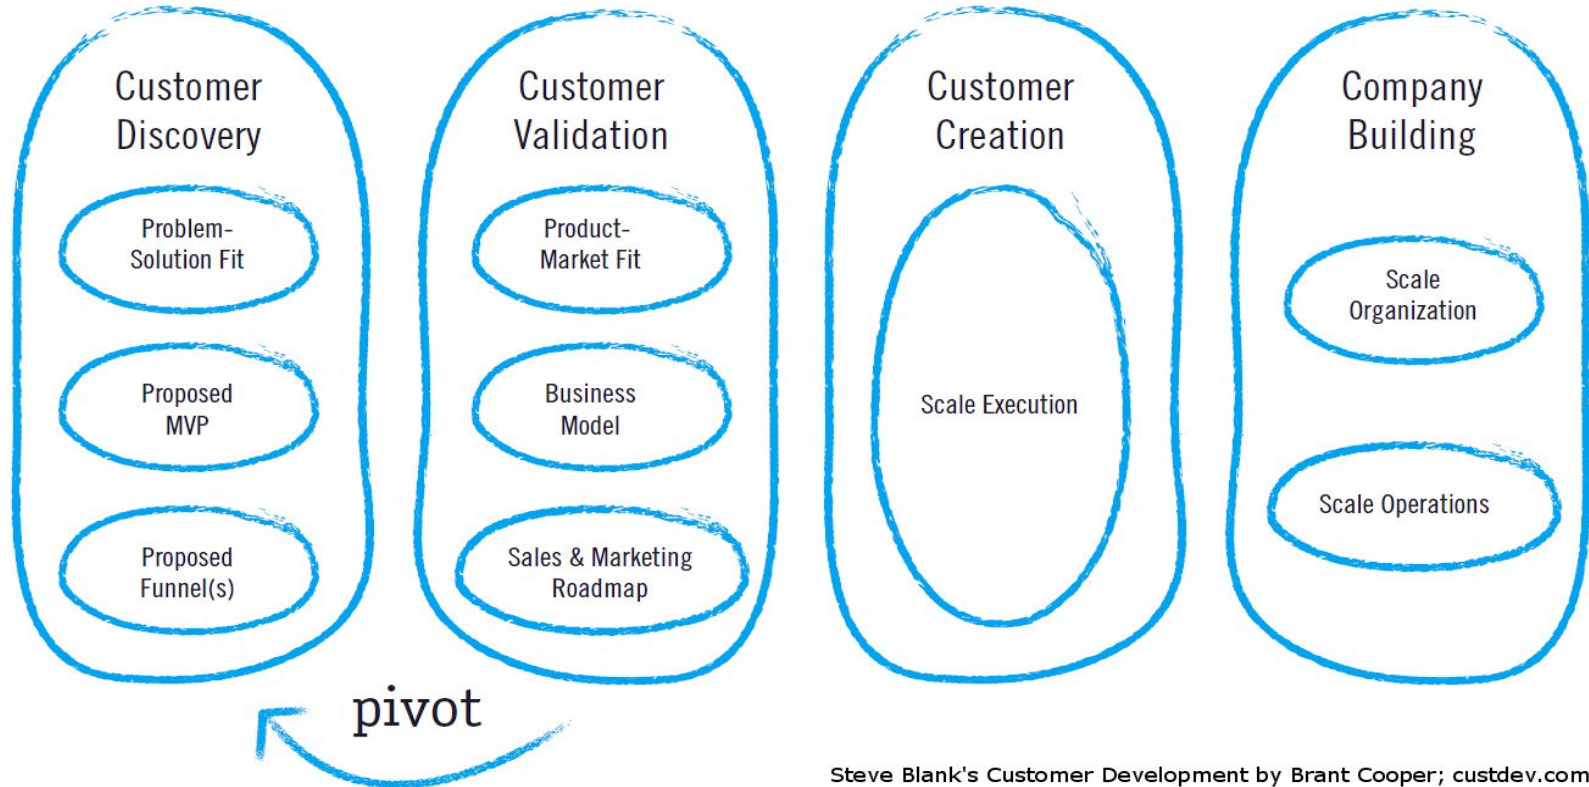 Customer
Discovery
Problem-
Solution Fit
Proposed
MVP
Proposed
Funnel(s)
Customer
Validation
Product-
Market Fit
Business
Model
Sales & Marketing
Roadmap
Customer
Creation
Scale Execution
Company
Building
Scale
Organization
Scale Operations
pivot
Steve Blank's Customer Development by Brant Cooper; custdev.com